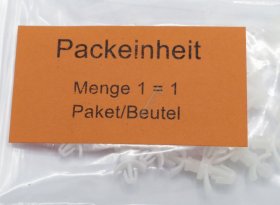 Packeinheit
Menge 1 = 1
Paket/Beutel